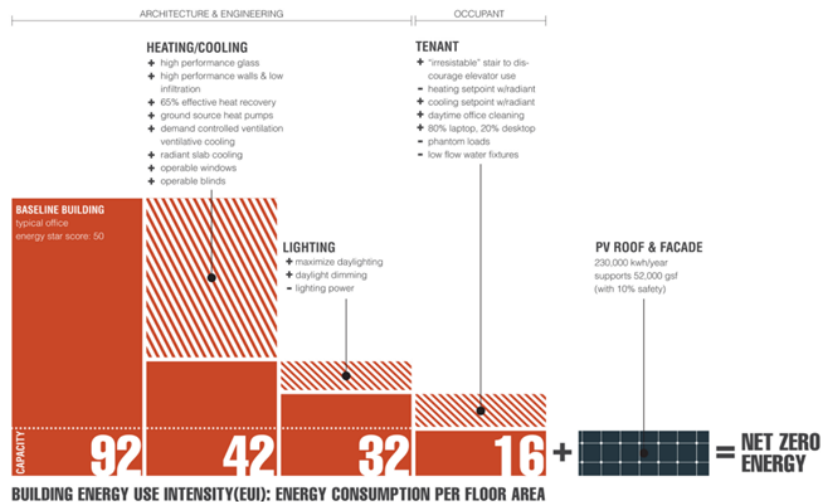 ARCHITECTURE & ENGINEERING
OCCUPANT
HEATING/COOLING
+ high performance glass
+ high performance walls & low
infiltration
+ 65% effective heat recovery
+ ground source heat pumps
+ demand controlled ventilation
ventilative cooling
+ radiant slab cooling
+ operable windows
+ operable blinds
TENANT
+ "irresistable" stair to dis-
courage elevator use
- heating setpoint w/radiant
+ cooling setpoint w/radiant
+ daytime office cleaning
+ 80% laptop, 20% desktop
- phantom loads
- low flow water fixtures
BASELINE BUILDING
typical office
energy star score: 50
LIGHTING
+ maximize daylighting
+ daylight dimming
- lighting power
PV ROOF & FACADE
230,000 kwh/year
supports 52,000 gsf
(with 10% safety)
CAPACITY
92
42
32
16
+
= NET ZERO
ENERGY
BUILDING ENERGY USE INTENSITY(EUI): ENERGY CONSUMPTION PER FLOOR AREA